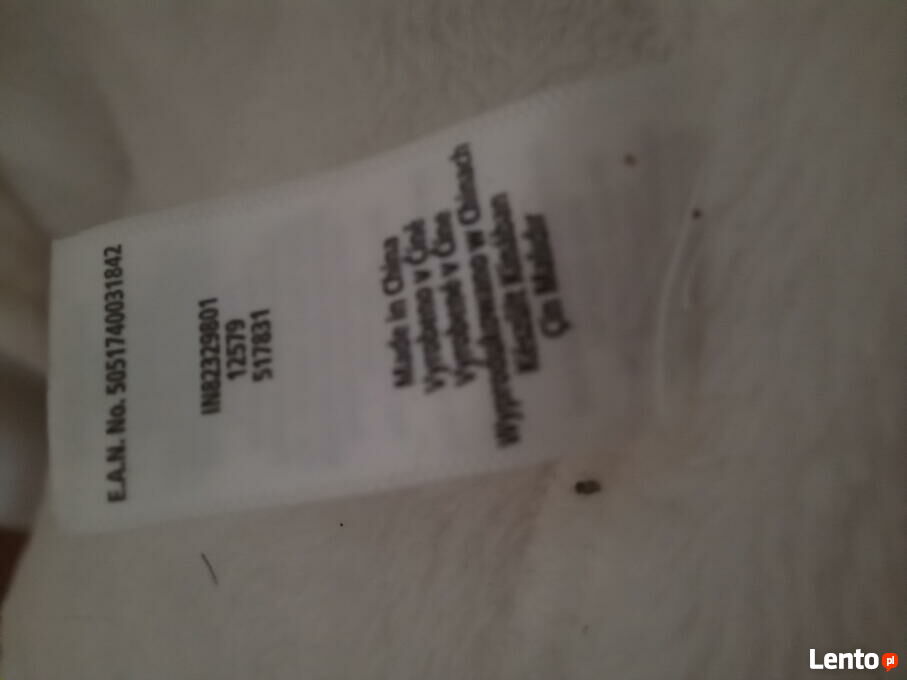 E.A.N. No. 5051740031842
IN82329801
12579
517831
Made in China
Vyrobeno v Číně
Vyrobené v Číne
Wyprodukowano w Chinach
Készült Kínában
Çin Malıdır
Lento pl